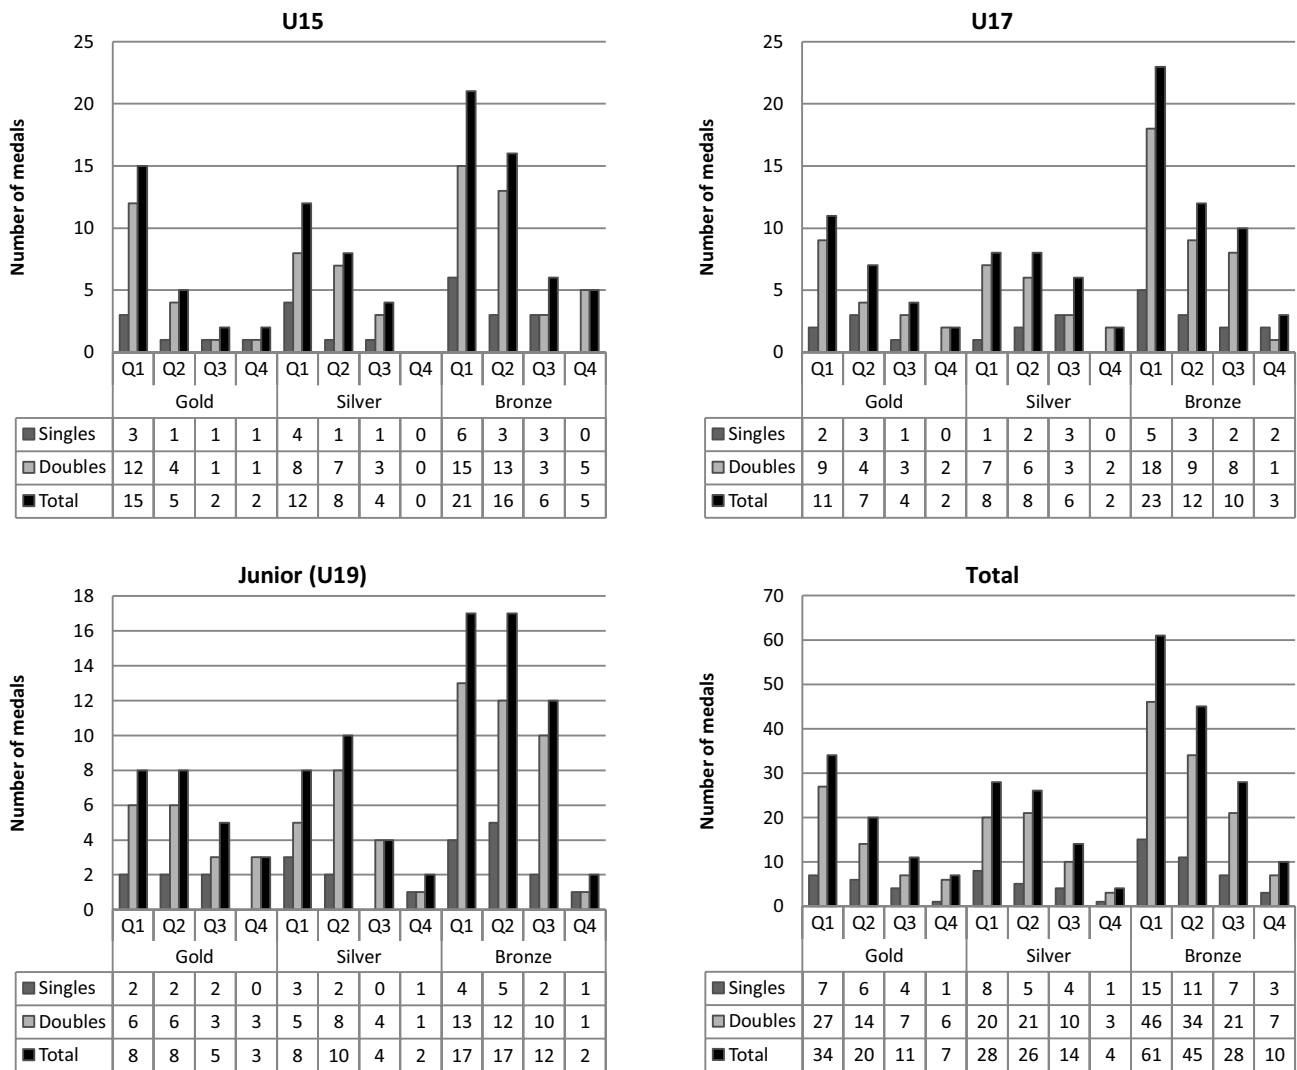 U15
25
20
15
10
5
0
Number of medals
Q1 Q2 Q3 Q4 Q1 Q2 Q3 Q4 Q1 Q2 Q3 Q4
Gold Silver Bronze
Singles 3 1 1 1 4 1 1 0 6 3 3 0
Doubles 12 4 1 1 8 7 3 0 15 13 3 5
Total 15 5 2 2 12 8 4 0 21 16 6 5
U17
25
20
15
10
5
0
Number of medals
Q1 Q2 Q3 Q4 Q1 Q2 Q3 Q4 Q1 Q2 Q3 Q4
Gold Silver Bronze
Singles 2 3 1 0 1 2 3 0 5 3 2 2
Doubles 9 4 3 2 7 6 3 2 18 9 8 1
Total 11 7 4 2 8 8 6 2 23 12 10 3
Junior (U19)
18
16
14
12
10
8
6
4
2
0
Number of medals
Q1 Q2 Q3 Q4 Q1 Q2 Q3 Q4 Q1 Q2 Q3 Q4
Gold Silver Bronze
Singles 2 2 2 0 3 2 0 1 4 5 2 1
Doubles 6 6 3 3 5 8 4 1 13 12 10 1
Total 8 8 5 3 8 10 4 2 17 17 12 2
Total
70
60
50
40
30
20
10
0
Number of medals
Q1 Q2 Q3 Q4 Q1 Q2 Q3 Q4 Q1 Q2 Q3 Q4
Gold Silver Bronze
Singles 7 6 4 1 8 5 4 1 15 11 7 3
Doubles 27 14 7 6 20 21 10 3 46 34 21 7
Total 34 20 11 7 28 26 14 4 61 45 28 10